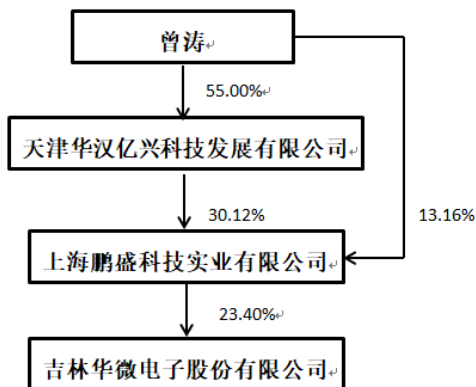 曾涛
55.00%
天津华汉亿兴科技发展有限公司
30.12%
13.16%
上海鹏盛科技实业有限公司
23.40%
吉林华微电子股份有限公司